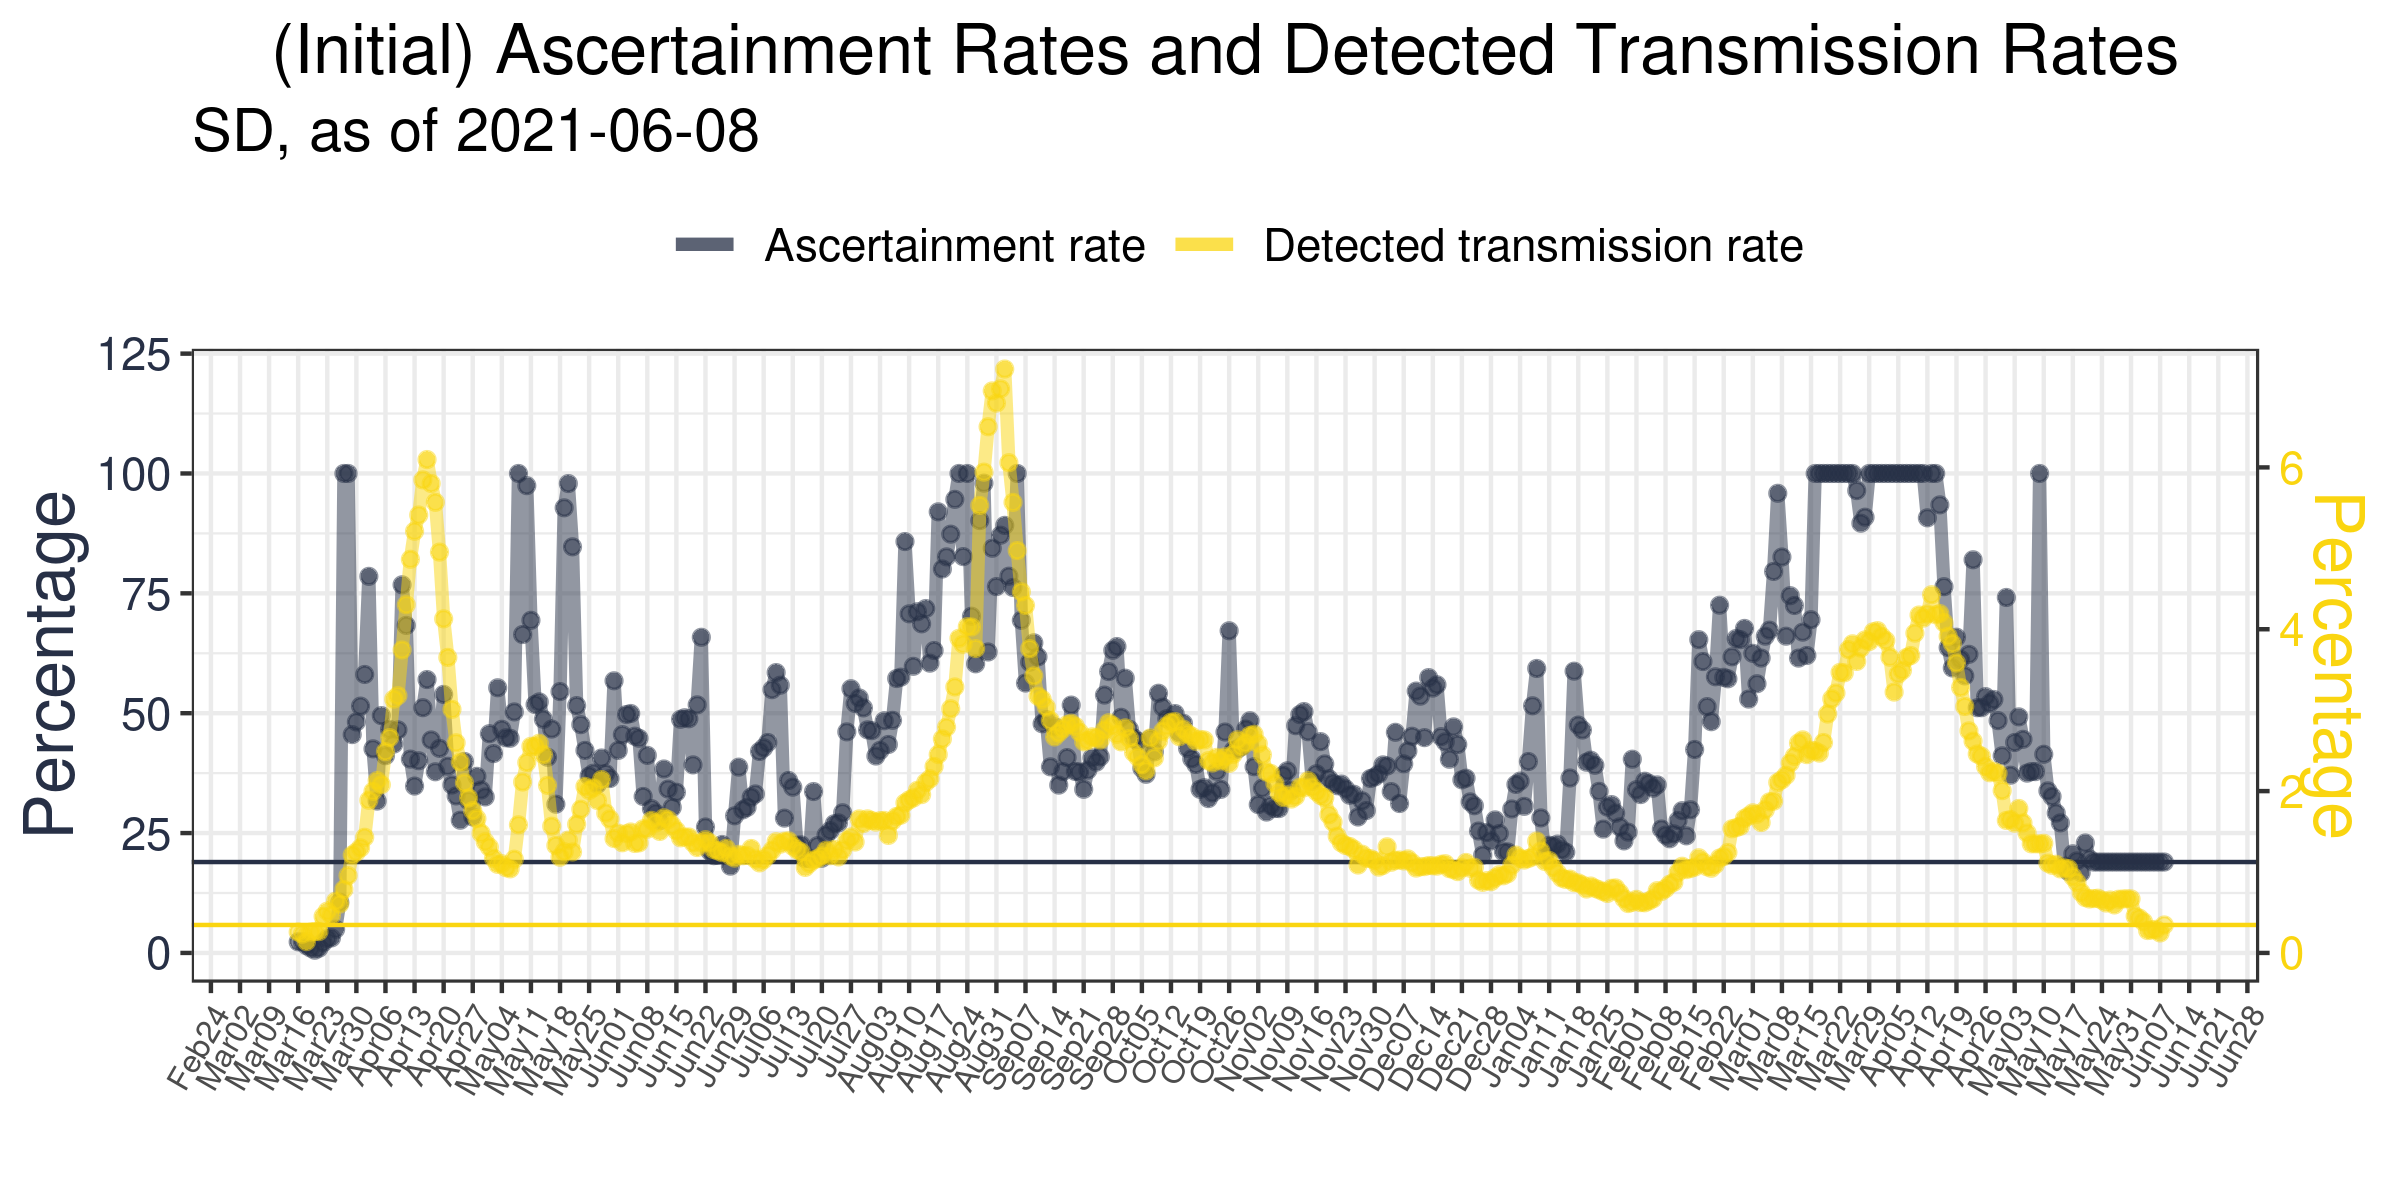 (Initial) Ascertainment Rates and Detected Transmission Rates
SD, as of 2021-06-08
Ascertainment rate
Detected transmission rate
125
100
75
50
25
0
Percentage
6
4
2
0
Percentage
Feb24
Mar02
Mar09
Mar16
Mar23
Mar30
Apr06
Apr13
Apr20
Apr27
May04
May11
May18
May25
Jun01
Jun08
Jun15
Jun22
Jun29
Jul06
Jul13
Jul20
Jul27
Aug03
Aug10
Aug17
Aug24
Aug31
Sep07
Sep14
Sep21
Sep28
Oct05
Oct12
Oct19
Oct26
Nov02
Nov09
Nov16
Nov23
Nov30
Dec07
Dec14
Dec21
Dec28
Jan04
Jan11
Jan18
Jan25
Feb01
Feb08
Feb15
Feb22
Mar01
Mar08
Mar15
Mar22
Mar29
Apr05
Apr12
Apr19
Apr26
May03
May10
May17
May24
May31
Jun07
Jun14
Jun21
Jun28